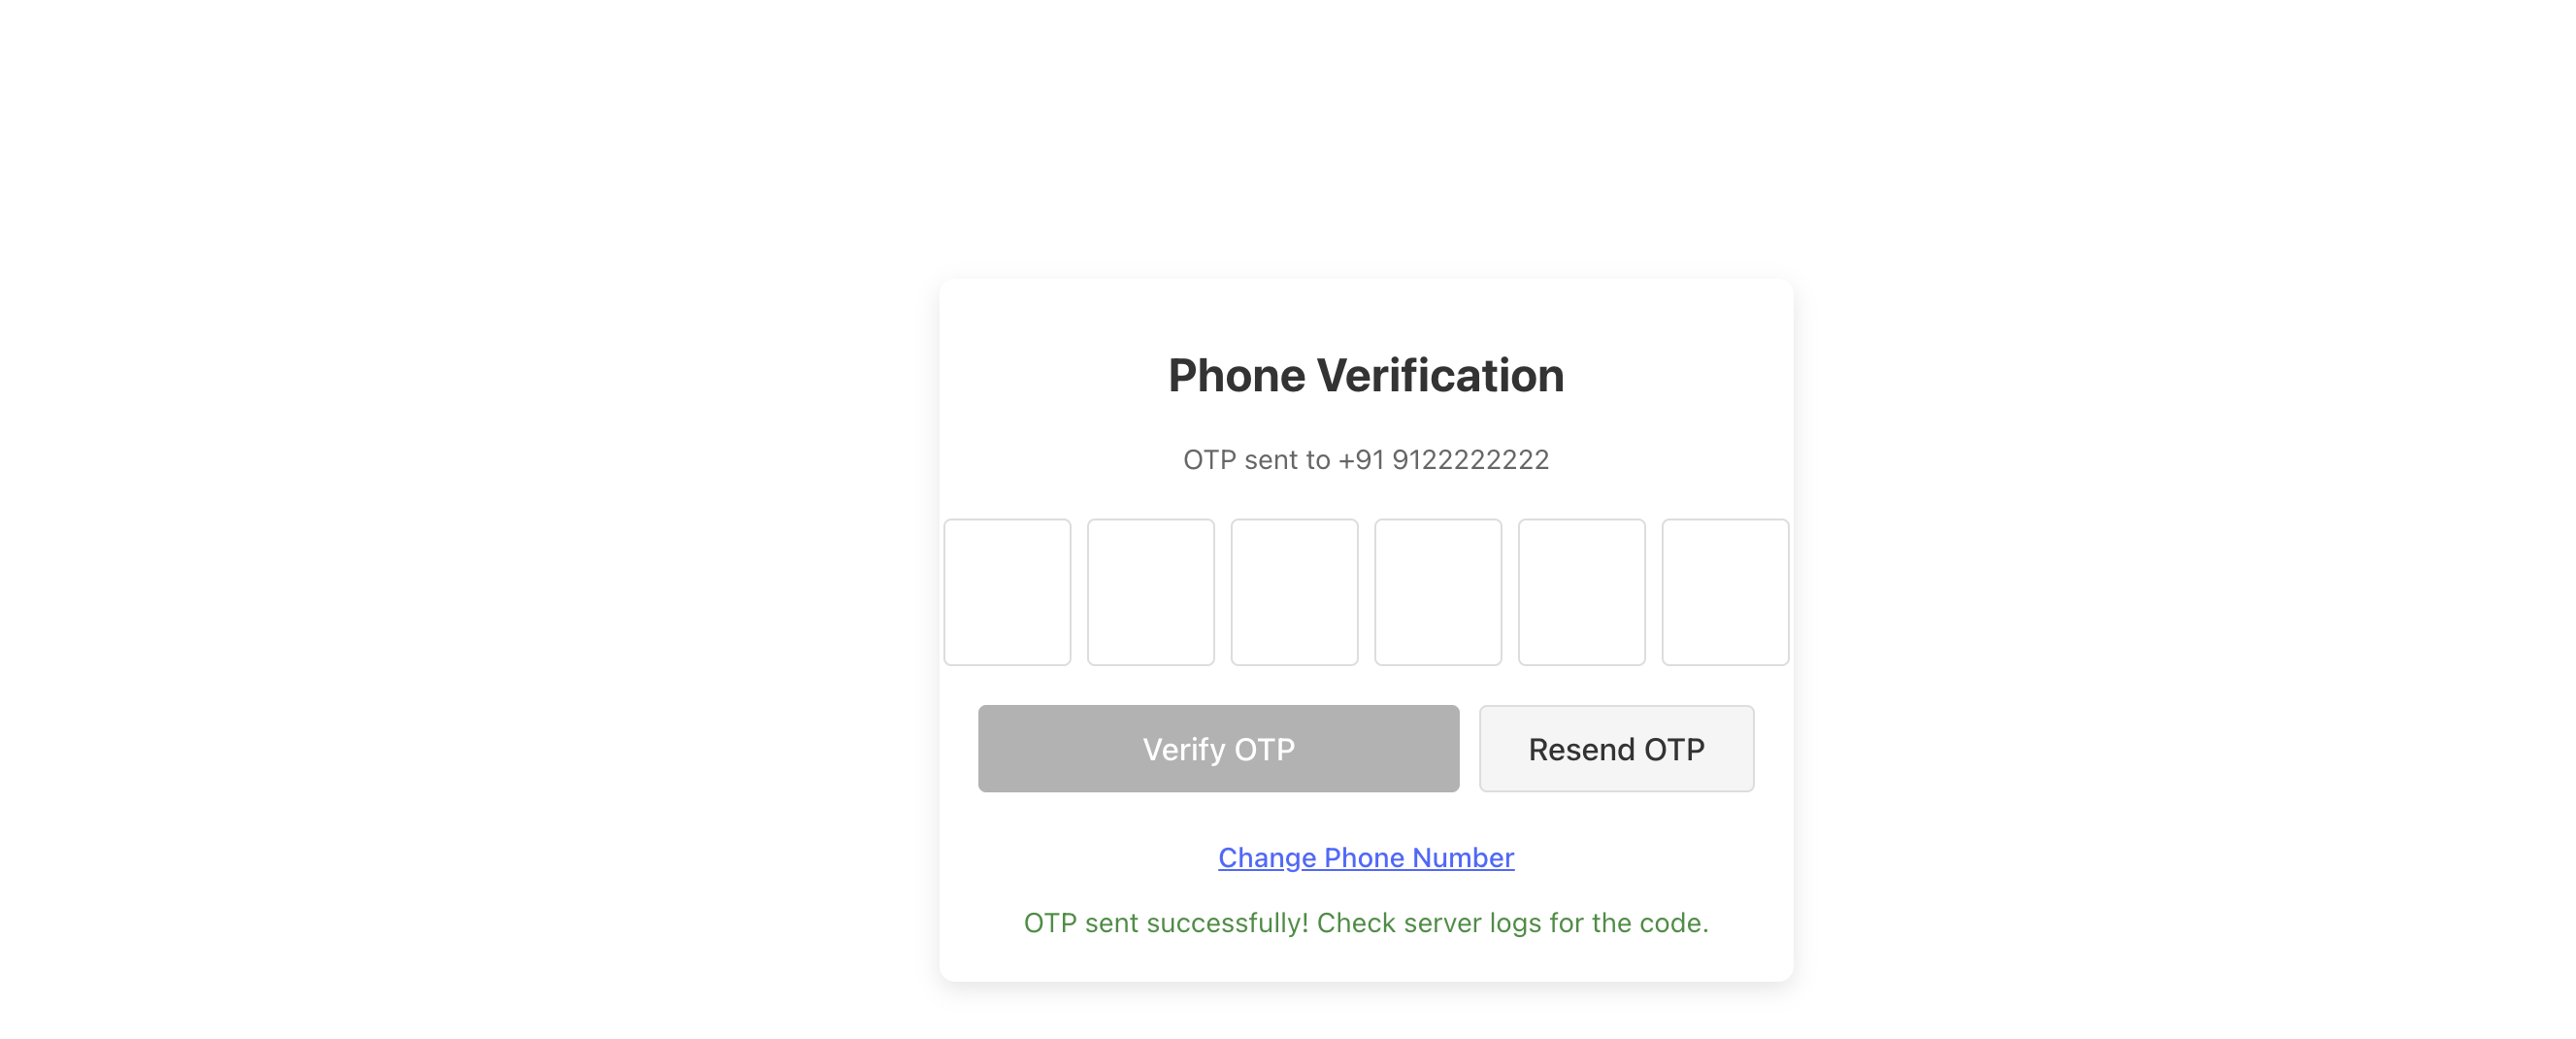 Phone Verification
OTP sent to +91 9122222222
Verify OTP
Resend OTP
Change Phone Number
OTP sent successfully! Check server logs for the code.